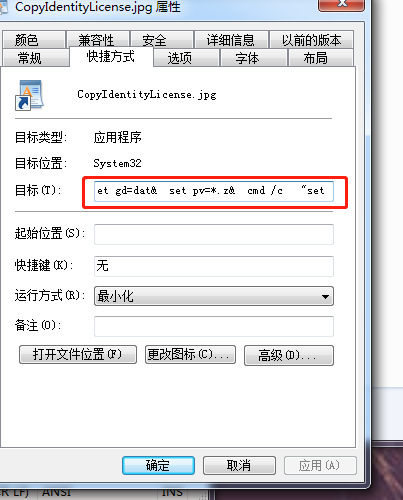 CopyIdentityLicense.jpg 属性
颜色 兼容性 安全 详细信息 以前的版本
常规 快捷方式 选项 字体 布局
CopyIdentityLicense.jpg
目标类型: 应用程序
目标位置: System32
目标(T): et gd=dat& set pv=*.z& cmd /c "set
起始位置(S):
快捷键(K): 无
运行方式(R): 最小化
备注(O):
打开文件位置(F) 更改图标(C)... 高级(D)...
确定 取消 应用(A)
R LF) ANSI INS